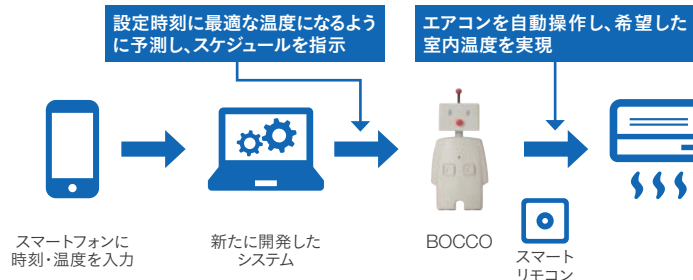 設定時刻に最適な温度になるよう
に予測し、スケジュールを指示
エアコンを自動操作し、希望した
室内温度を実現
スマートフォンに
時刻・温度を入力
新たに開発した
システム
BOCCO
スマート
リモコン